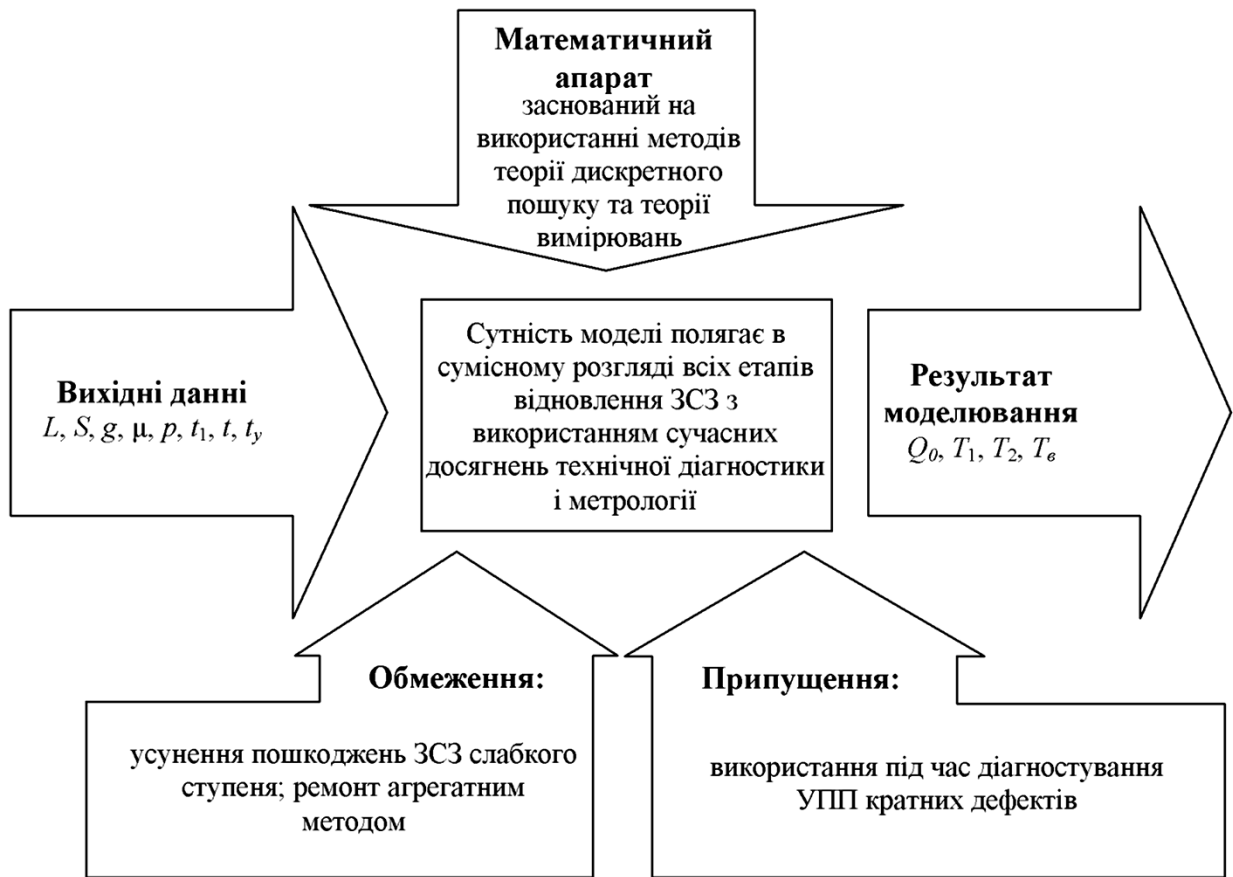 Математичний
апарат
заснований на
використанні методів
теорії дискретного
пошуку та теорії
вимірювань
Вихідні данні
L, S, g, μ, p, t₁, t, tᵧ
Сутність моделі полягає в
сумісному розгляді всіх етапів
відновлення ЗСЗ з
використанням сучасних
досягнень технічної діагностики
і метрології
Результат
моделювання
Q₀, T₁, T₂, Tв
Обмеження:
усунення пошкоджень ЗСЗ слабкого
ступеня; ремонт агрегатним
методом
Припущення:
використання під час діагностування
УПП кратних дефектів